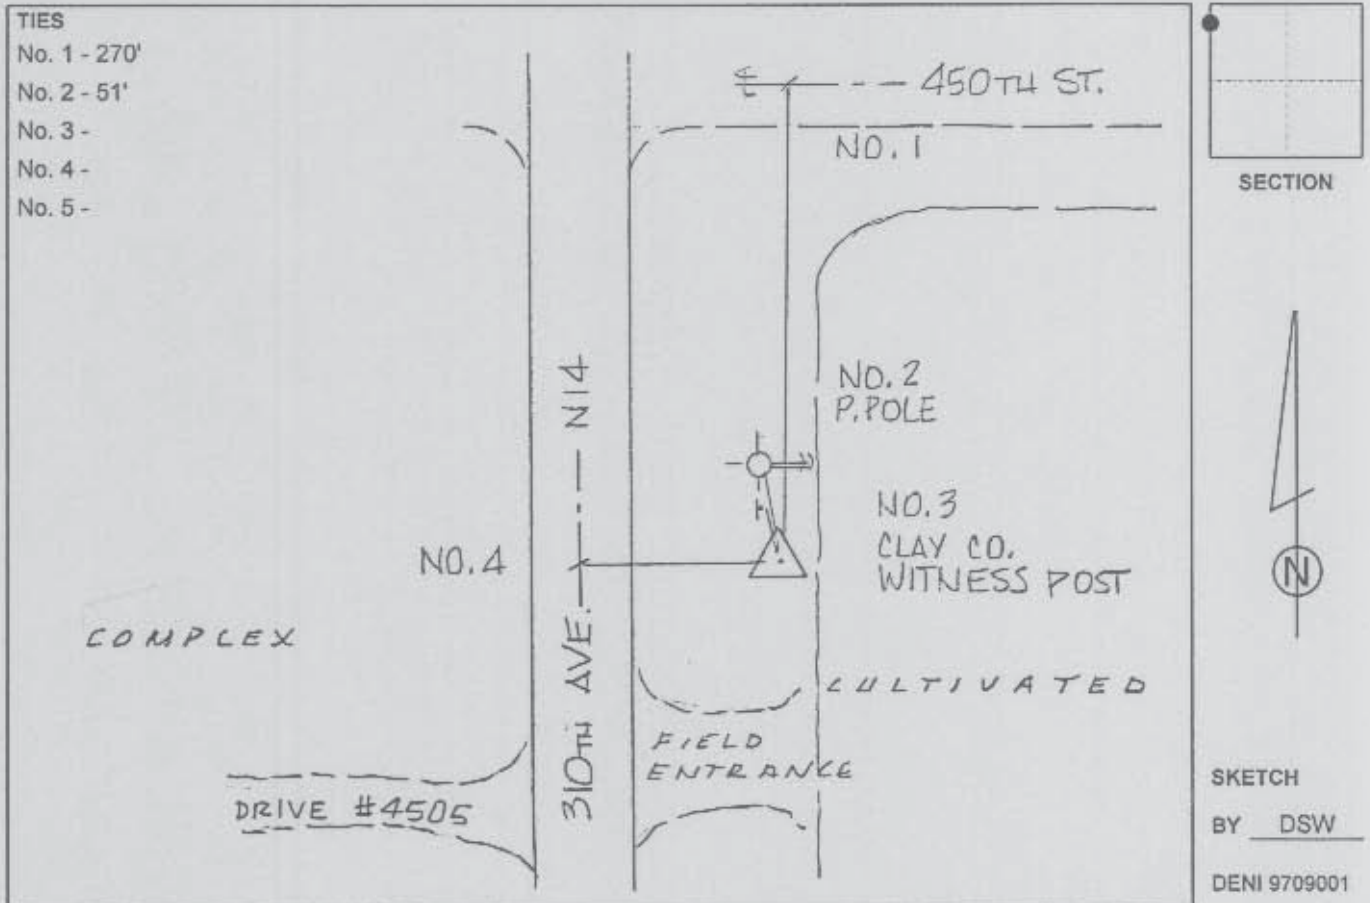 TIES
No. 1 - 270'
No. 2 - 51'
No. 3 -
No. 4 -
No. 5 -
450TH ST.
NO. 1
SECTION
NO. 2
P. POLE
N14
NO. 3
CLAY CO.
WITNESS POST
NO. 4
310TH AVE.
COMPLEX
CULTIVATED
FIELD
ENTRANCE
DRIVE #4505
N
SKETCH
BY DSW
DENI 9709001